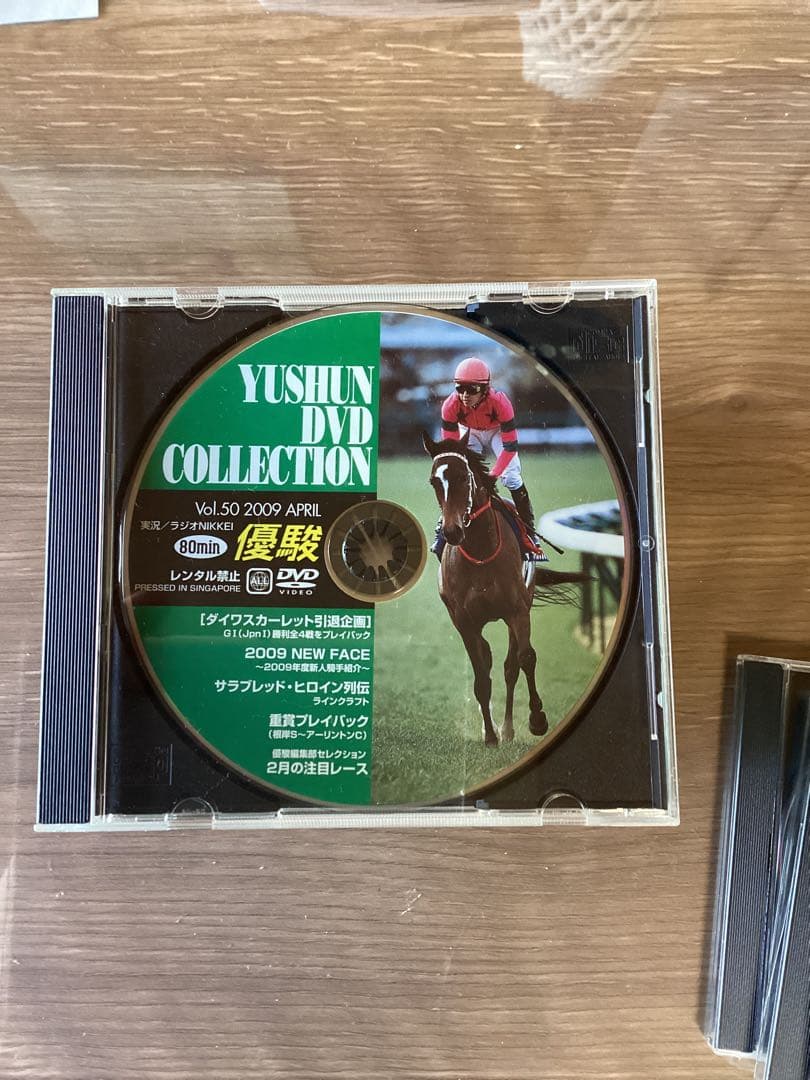 YUSHUN
DVD
COLLECTION
Vol.50 2009 APRIL
実況／ラジオNIKKEI
80min 優駿
レンタル禁止 ALL DVD
PRESSED IN SINGAPORE VIDEO
［ダイワスカーレット引退企画］
GⅠ(JpnⅠ)勝利全4戦をプレイバック
2009 NEW FACE
〜2009年度新人騎手紹介〜
サラブレッド・ヒロイン列伝
ラインクラフト
重賞プレイバック
（根岸S〜アーリントンC）
優駿編集部セレクション
2月の注目レース